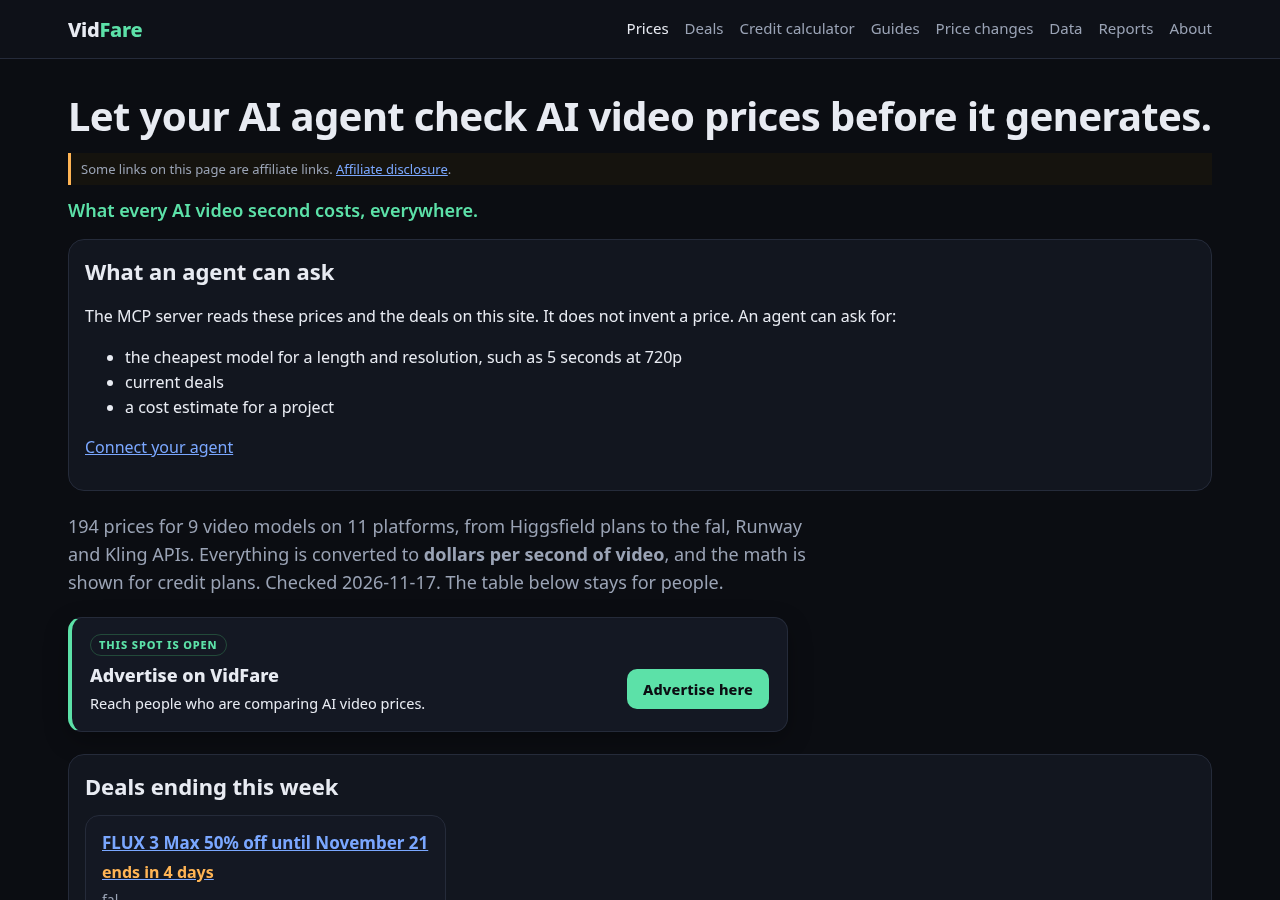 VidFare
Prices Deals Credit calculator Guides Price changes Data Reports About
Let your AI agent check AI video prices before it generates.
Some links on this page are affiliate links. Affiliate disclosure.
What every AI video second costs, everywhere.
What an agent can ask
The MCP server reads these prices and the deals on this site. It does not invent a price. An agent can ask for:
• the cheapest model for a length and resolution, such as 5 seconds at 720p
• current deals
• a cost estimate for a project
Connect your agent
194 prices for 9 video models on 11 platforms, from Higgsfield plans to the fal, Runway
and Kling APIs. Everything is converted to dollars per second of video, and the math is
shown for credit plans. Checked 2026-11-17. The table below stays for people.
THIS SPOT IS OPEN
Advertise on VidFare
Reach people who are comparing AI video prices.
Advertise here
Deals ending this week
FLUX 3 Max 50% off until November 21
ends in 4 days
fal